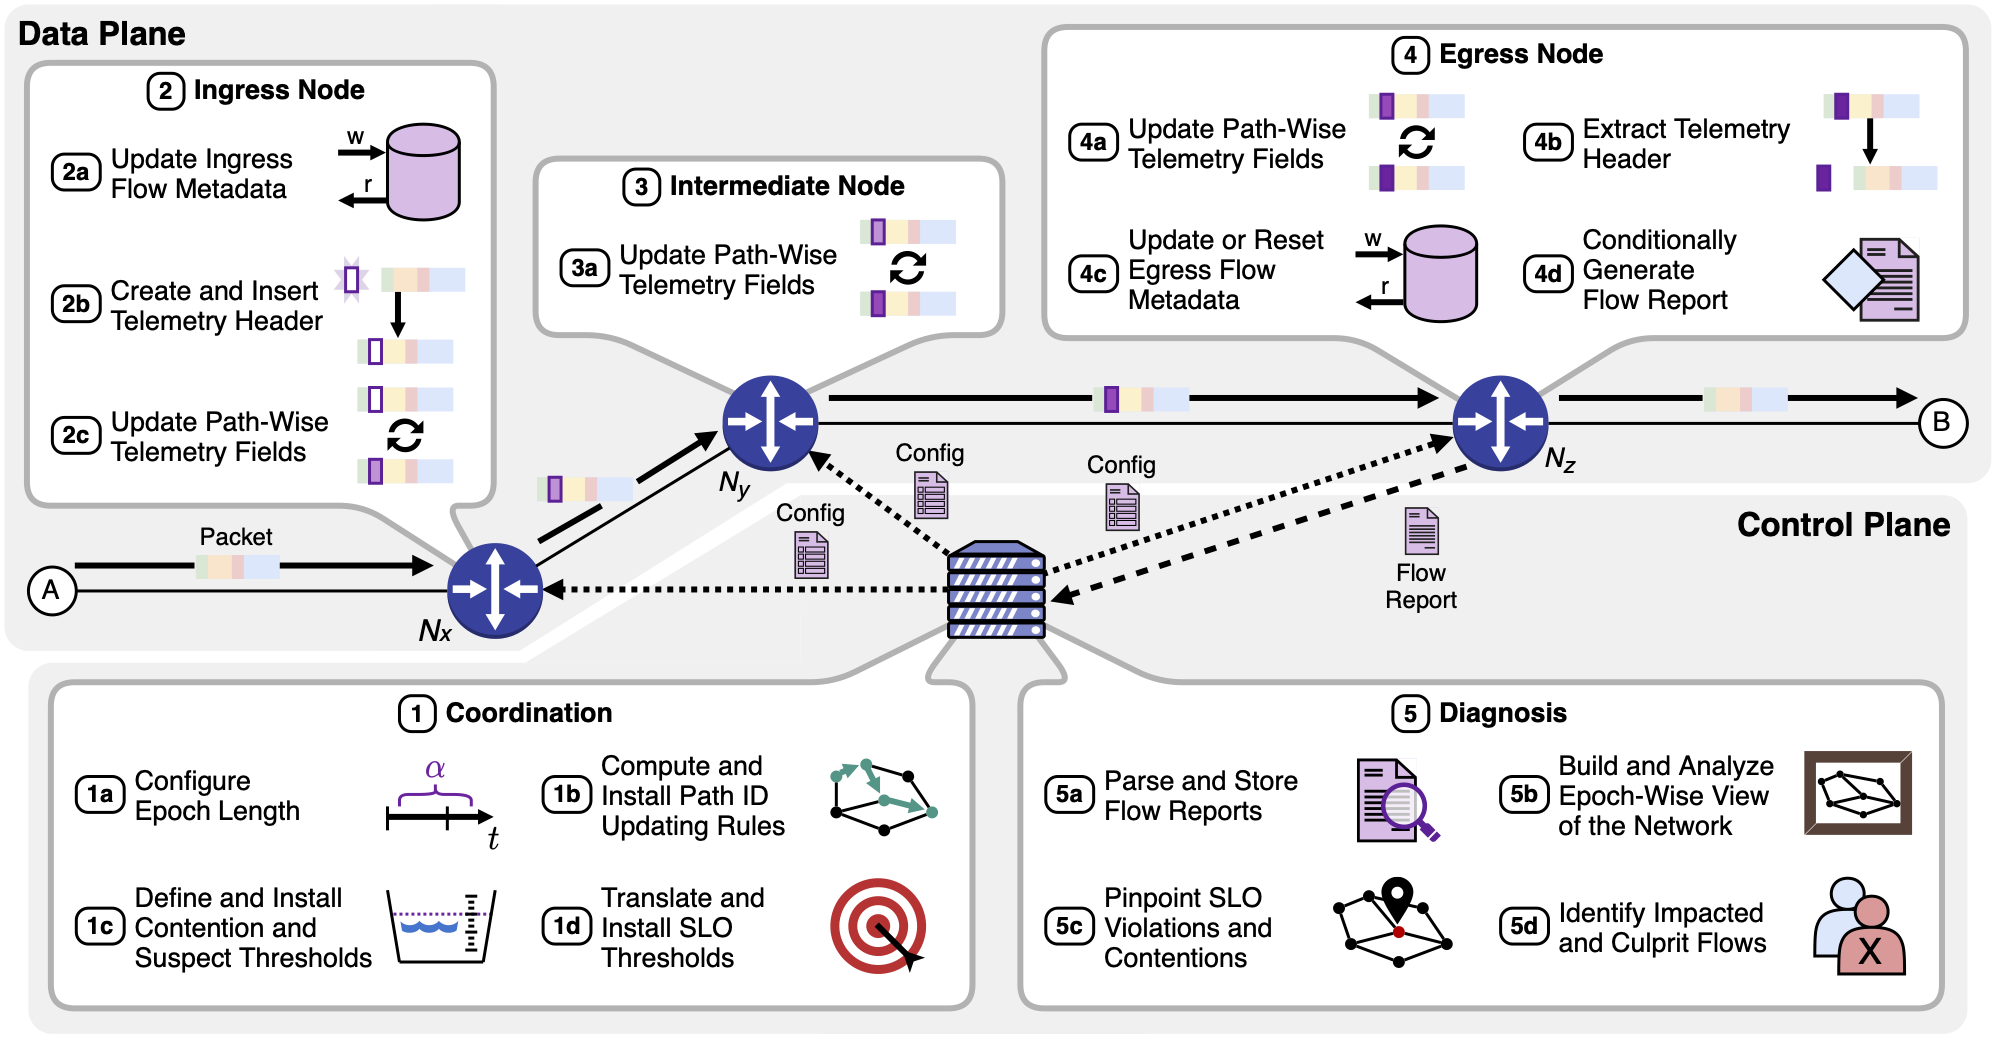 Data Plane
2 Ingress Node
2a Update Ingress
Flow Metadata
w
r
2b Create and Insert
Telemetry Header
2c Update Path-Wise
Telemetry Fields
3 Intermediate Node
3a Update Path-Wise
Telemetry Fields
4 Egress Node
4a Update Path-Wise
Telemetry Fields
4b Extract Telemetry
Header
4c Update or Reset
Egress Flow
Metadata
w
r
4d Conditionally
Generate
Flow Report
A
Packet
Nx
Ny
Nz
B
Config
Config
Config
Flow
Report
Control Plane
1 Coordination
1a Configure
Epoch Length
α
t
1b Compute and
Install Path ID
Updating Rules
1c Define and Install
Contention and
Suspect Thresholds
1d Translate and
Install SLO
Thresholds
5 Diagnosis
5a Parse and Store
Flow Reports
5b Build and Analyze
Epoch-Wise View
of the Network
5c Pinpoint SLO
Violations and
Contentions
5d Identify Impacted
and Culprit Flows
X